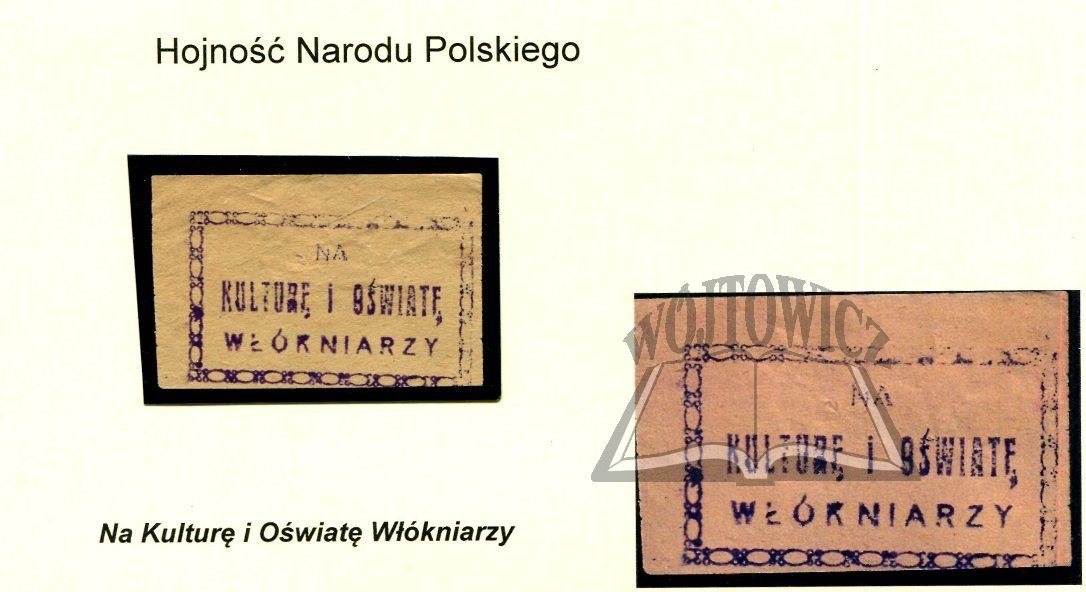 Hojność Narodu Polskiego
NA
KULTURĘ i OŚWIATĘ
WŁÓKNIARZY
WÓJTOWICZ
NA
KULTURĘ i OŚWIATĘ
WŁÓKNIARZY
Na Kulturę i Oświatę Włókniarzy